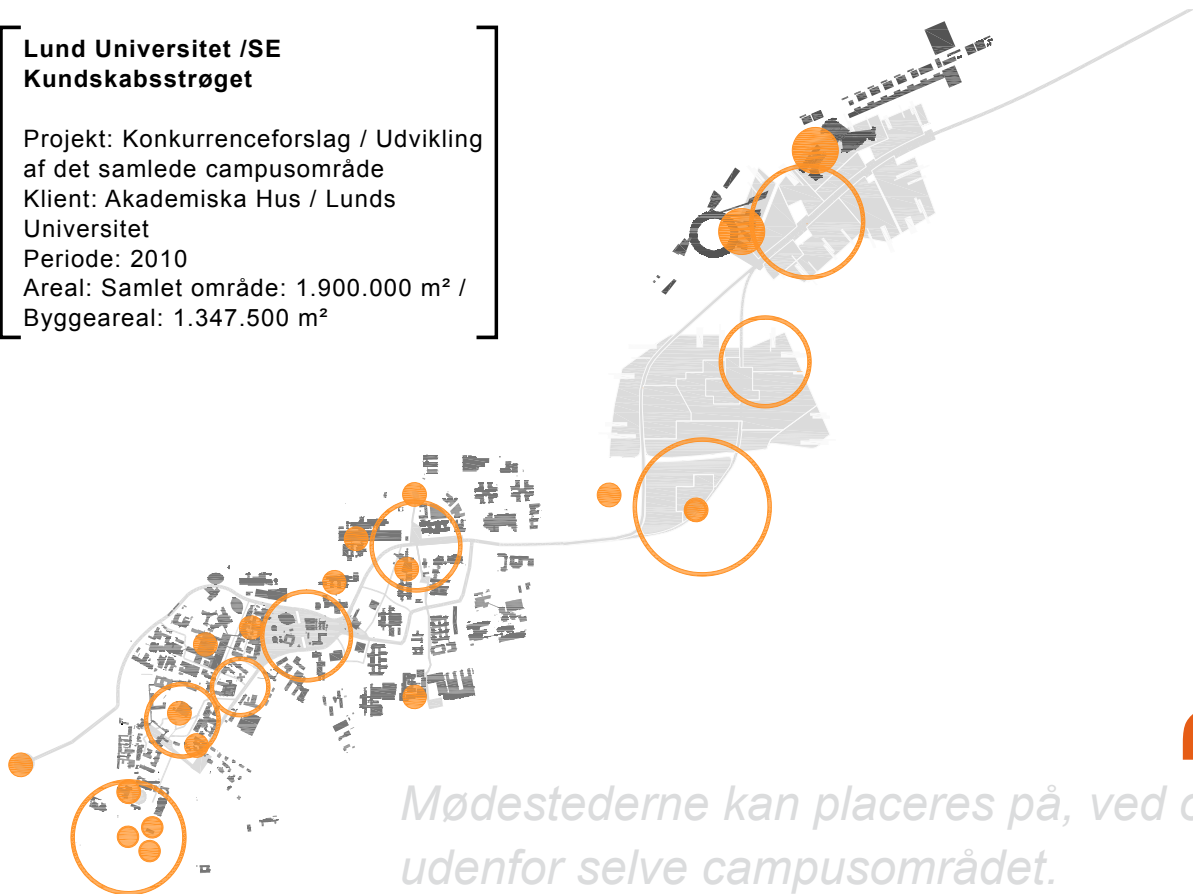 Lund Universitet /SE
Kundskabsstrøget
Projekt: Konkurrenceforslag / Udvikling
af det samlede campusområde
Klient: Akademiska Hus / Lunds
Universitet
Periode: 2010
Areal: Samlet område: 1.900.000 m² /
Byggeareal: 1.347.500 m²
Mødestederne kan placeres på, ved
udenfor selve campusområdet.